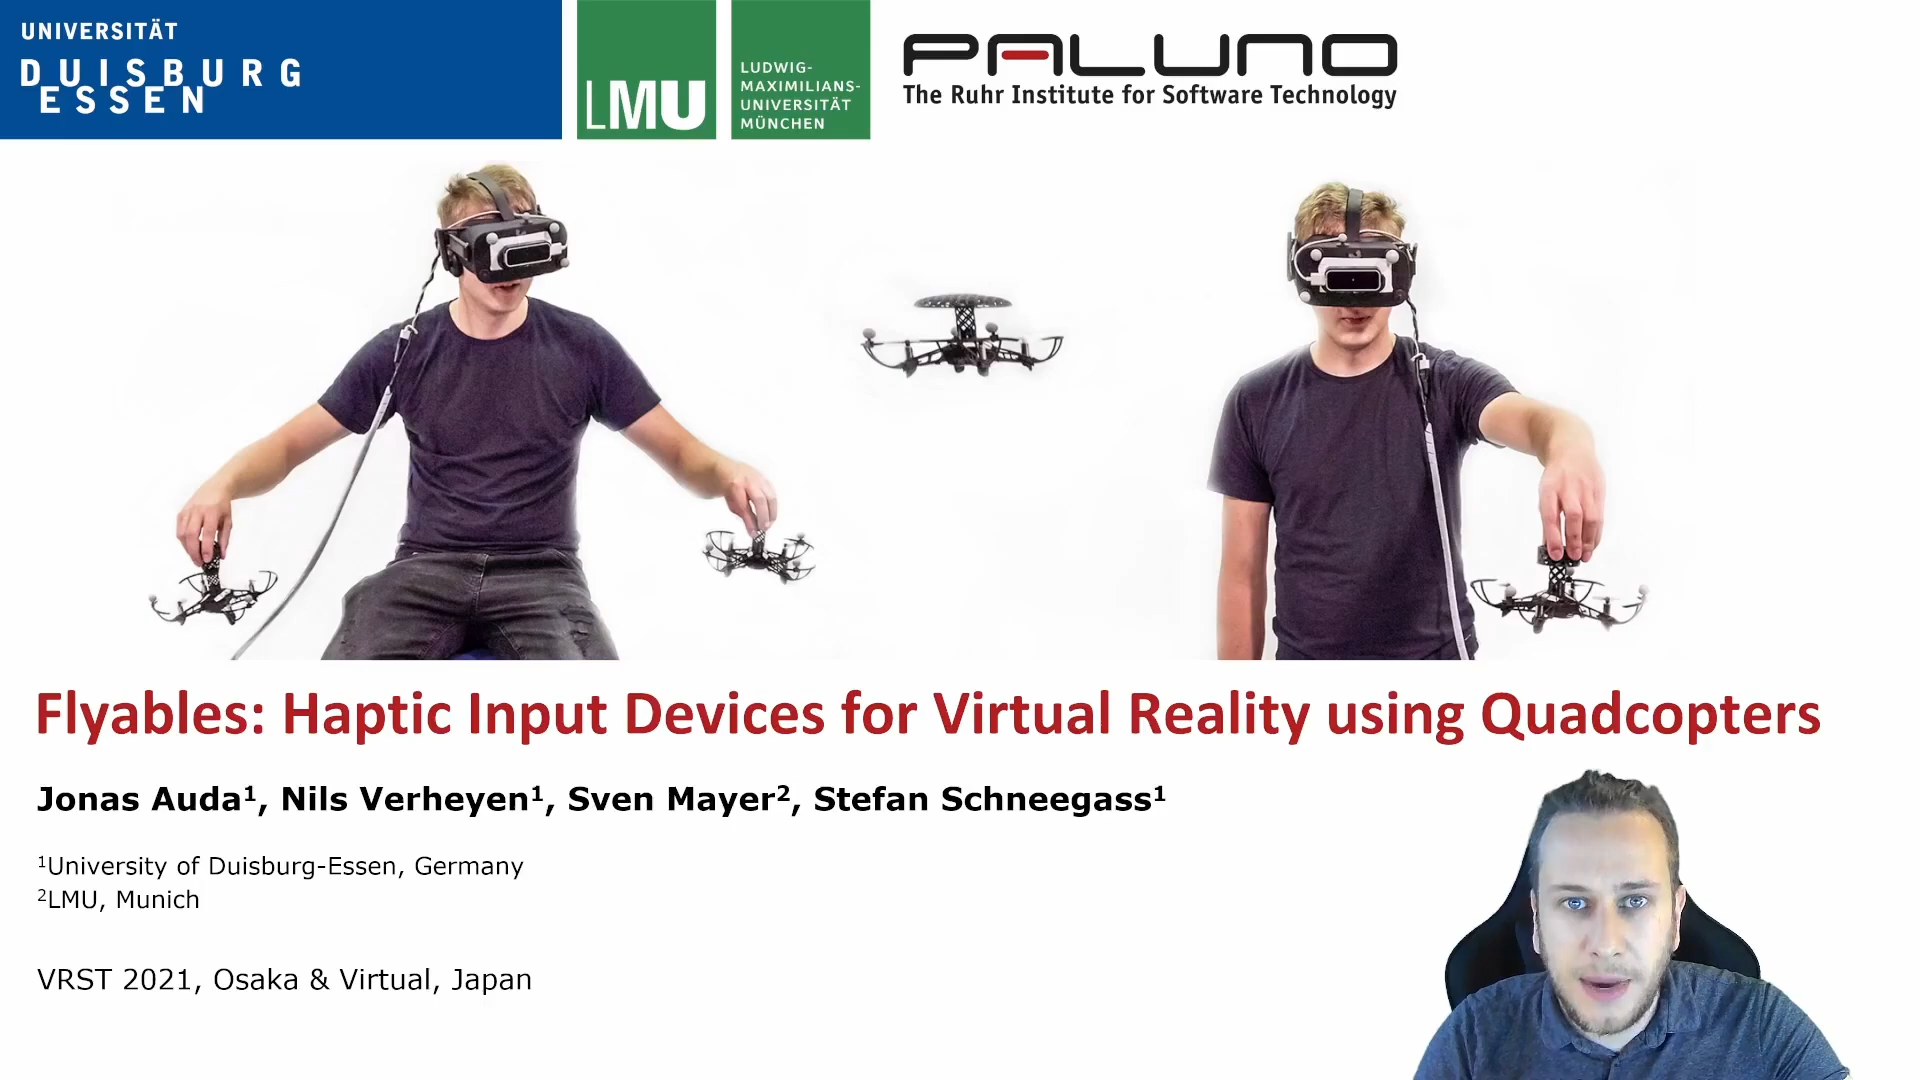 UNIVERSITÄT
DUISBURG
ESSEN
LMU
LUDWIG-
MAXIMILIANS-
UNIVERSITÄT
MÜNCHEN
PALUNO
The Ruhr Institute for Software Technology
Flyables: Haptic Input Devices for Virtual Reality using Quadcopters
Jonas Auda¹, Nils Verheyen¹, Sven Mayer², Stefan Schneegass¹
¹University of Duisburg-Essen, Germany
²LMU, Munich
VRST 2021, Osaka & Virtual, Japan